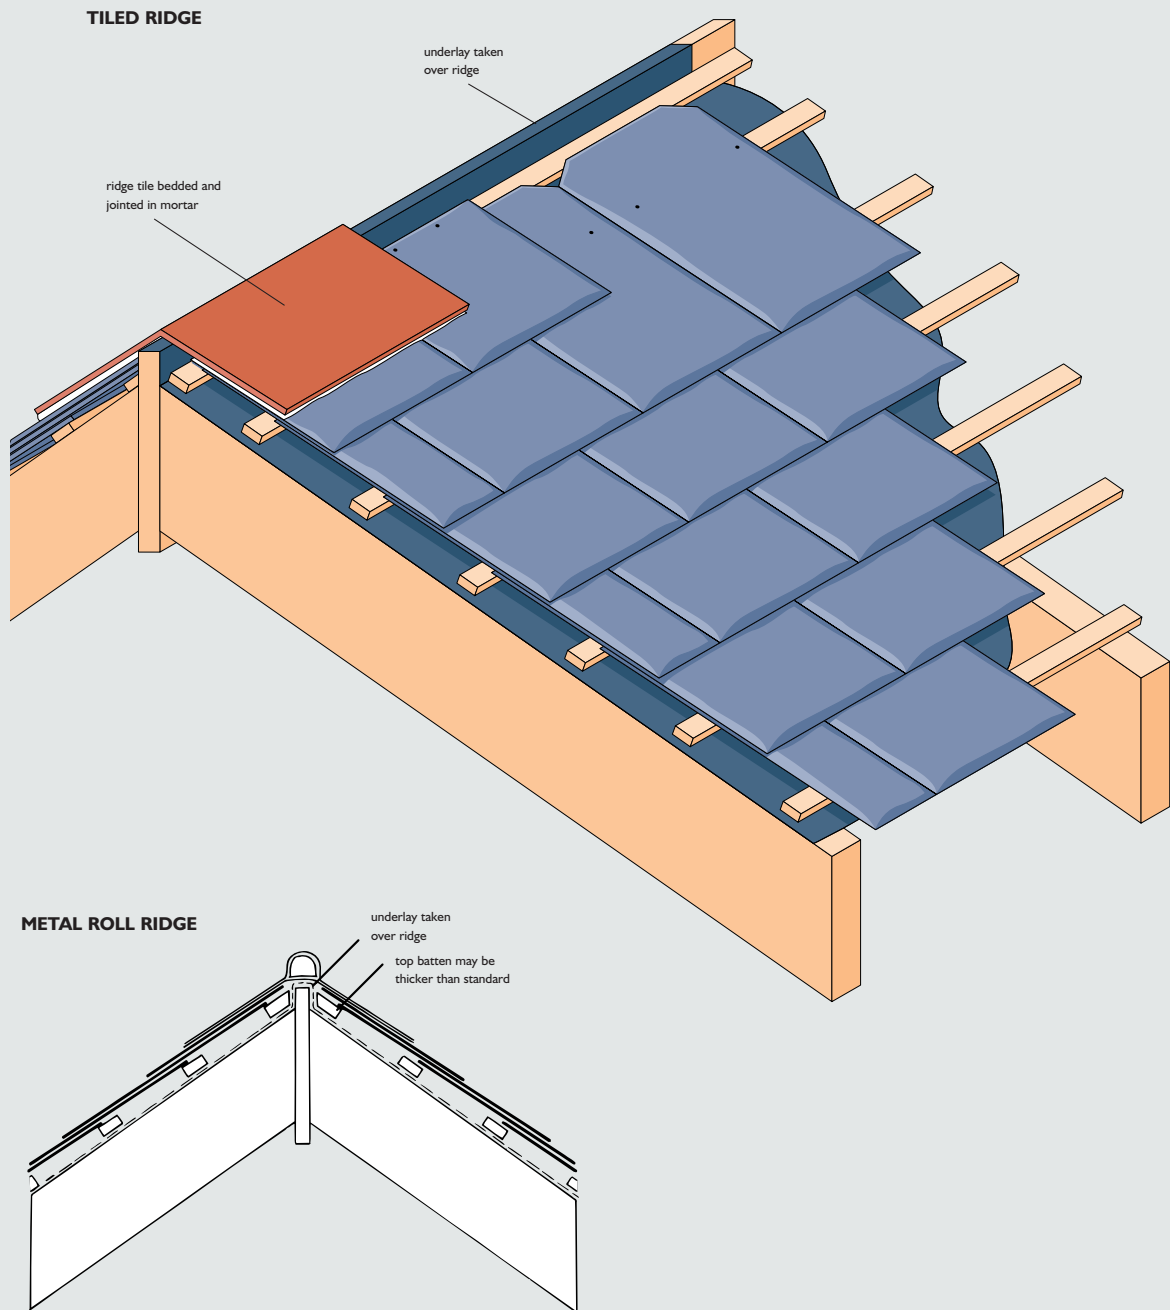 TILED RIDGE
underlay taken
over ridge
ridge tile bedded and
jointed in mortar
METAL ROLL RIDGE
underlay taken
over ridge
top batten may be
thicker than standard